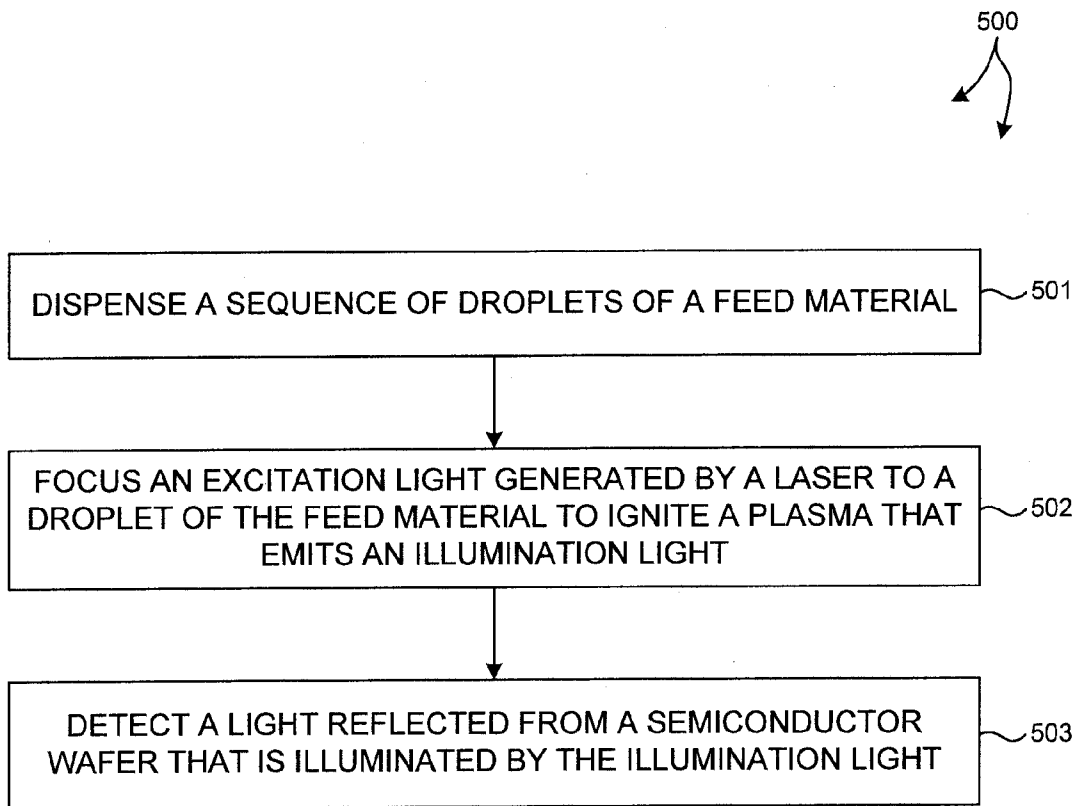 500
DISPENSE A SEQUENCE OF DROPLETS OF A FEED MATERIAL
501
FOCUS AN EXCITATION LIGHT GENERATED BY A LASER TO A
DROPLET OF THE FEED MATERIAL TO IGNITE A PLASMA THAT
EMITS AN ILLUMINATION LIGHT
502
DETECT A LIGHT REFLECTED FROM A SEMICONDUCTOR
WAFER THAT IS ILLUMINATED BY THE ILLUMINATION LIGHT
503